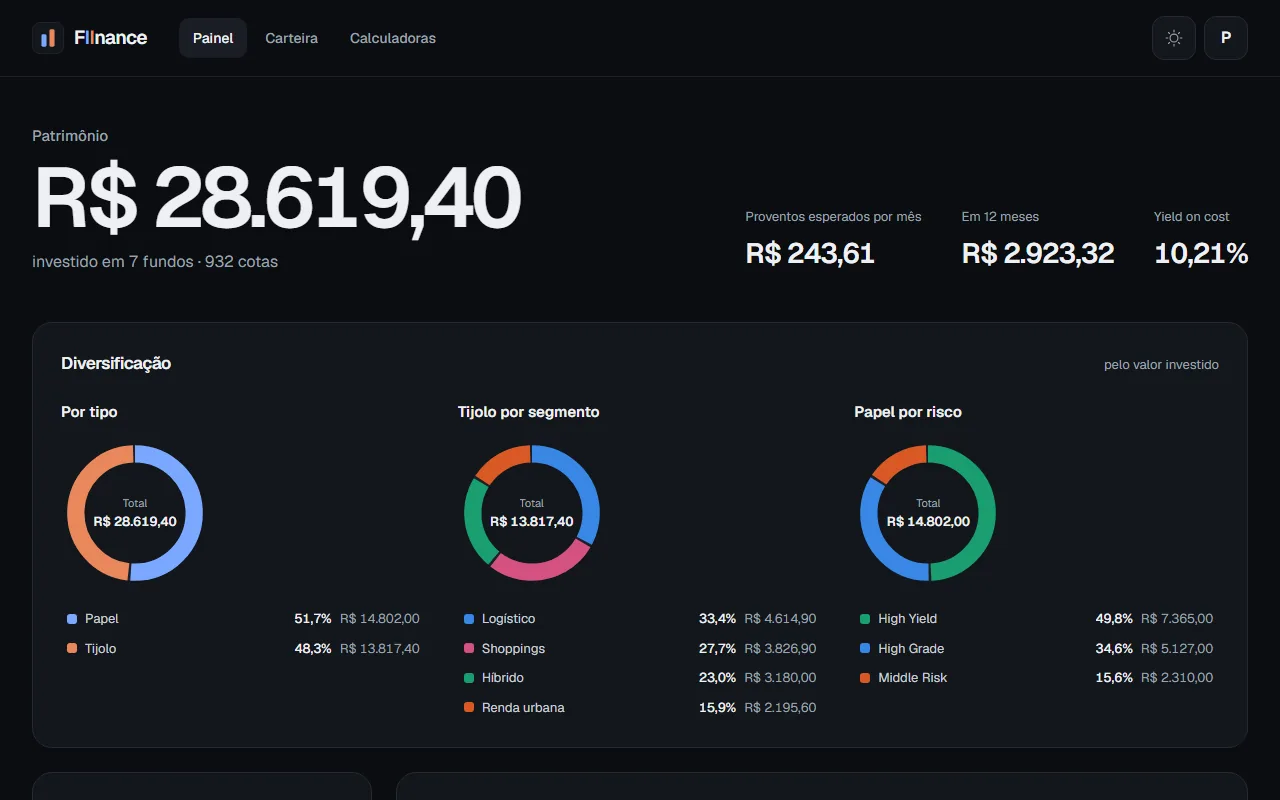 FIInance
Painel
Carteira
Calculadoras
P
Patrimônio
R$ 28.619,40
investido em 7 fundos · 932 cotas
Proventos esperados por mês
R$ 243,61
Em 12 meses
R$ 2.923,32
Yield on cost
10,21%
Diversificação
pelo valor investido
Por tipo
Total
R$ 28.619,40
Papel 51,7% R$ 14.802,00
Tijolo 48,3% R$ 13.817,40
Tijolo por segmento
Total
R$ 13.817,40
Logístico 33,4% R$ 4.614,90
Shoppings 27,7% R$ 3.826,90
Híbrido 23,0% R$ 3.180,00
Renda urbana 15,9% R$ 2.195,60
Papel por risco
Total
R$ 14.802,00
High Yield 49,8% R$ 7.365,00
High Grade 34,6% R$ 5.127,00
Middle Risk 15,6% R$ 2.310,00